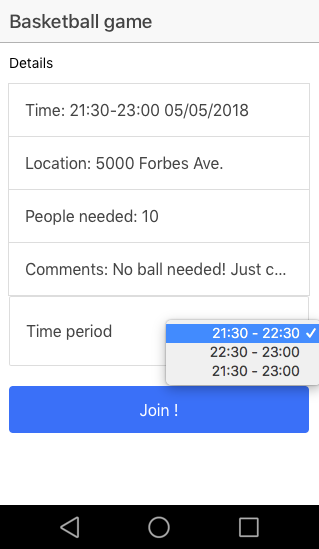 Basketball game
Details
Time: 21:30-23:00 05/05/2018
Location: 5000 Forbes Ave.
People needed: 10
Comments: No ball needed! Just c...
Time period
21:30 - 22:30 ✓
22:30 - 23:00
21:30 - 23:00
Join !